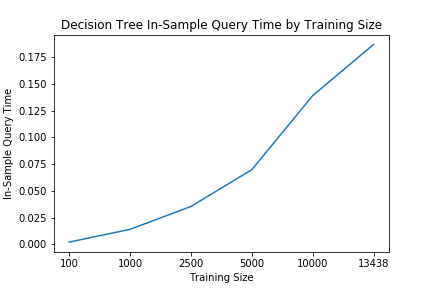 Decision Tree In-Sample Query Time by Training Size
In-Sample Query Time
0.175
0.150
0.125
0.100
0.075
0.050
0.025
0.000
100 1000 2500 5000 10000 13438
Training Size